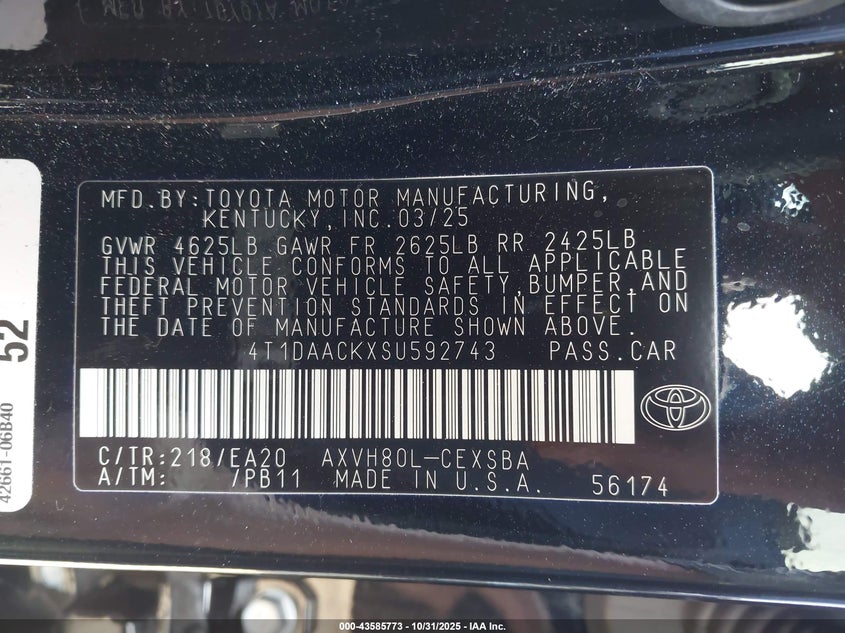 MFD.BY:TOYOTA MOTOR MANUFACTURING,
KENTUCKY,INC.03/25
GVWR 4625LB GAWR FR 2625LB RR 2425LB
THIS VEHICLE CONFORMS TO ALL APPLICABLE
FEDERAL MOTOR VEHICLE SAFETY,BUMPER,AND
THEFT PREVENTION STANDARDS IN EFFECT ON
THE DATE OF MANUFACTURE SHOWN ABOVE.
4T1DAACKXSU592743 PASS.CAR
C/TR:218/EA20 AXVH80L-CEXSBA
A/TM: /PB11 MADE IN U.S.A. 56174
52
42661-06B40
000-43585773 - 10/31/2025 - IAA Inc.